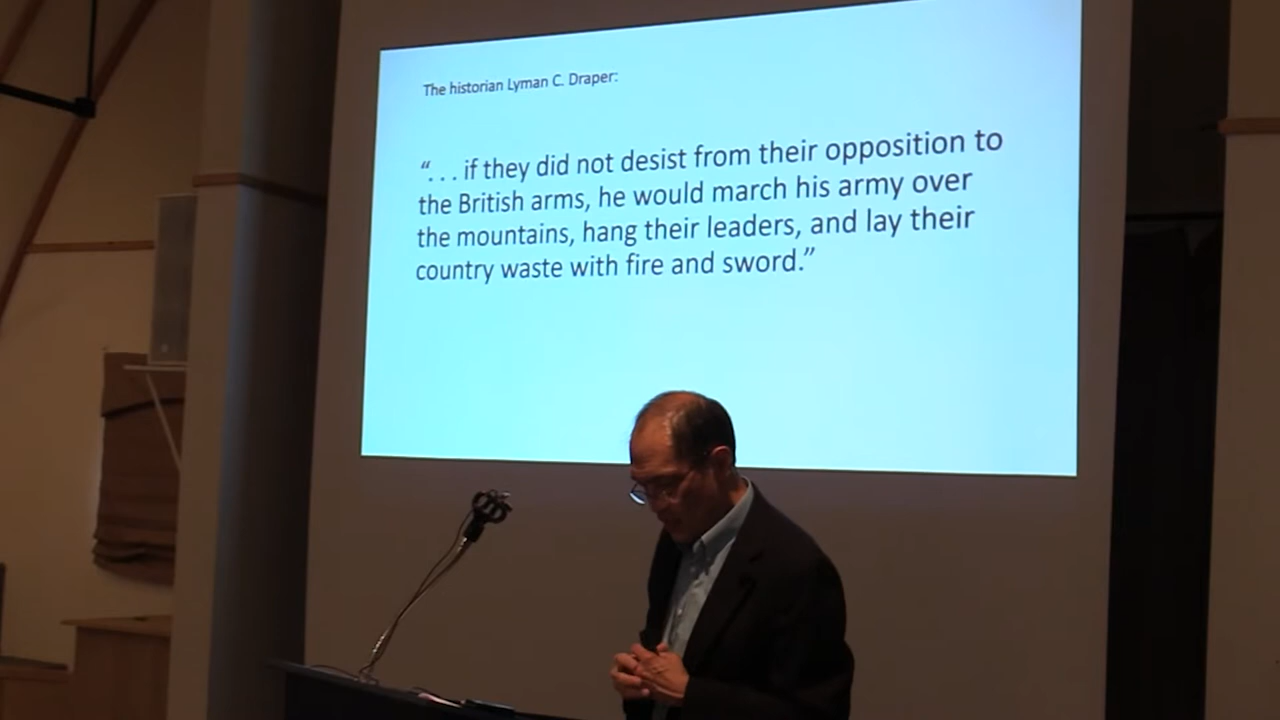 The historian Lyman C. Draper:
“. . . if they did not desist from their opposition to
the British arms, he would march his army over
the mountains, hang their leaders, and lay their
country waste with fire and sword.”